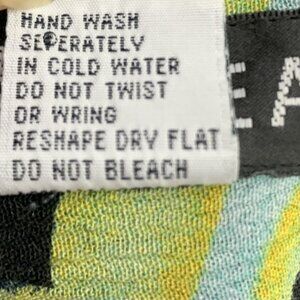 HAND WASH
SEPERATELY
IN COLD WATER
DO NOT TWIST
OR WRING
RESHAPE DRY FLAT
DO NOT BLEACH
E A